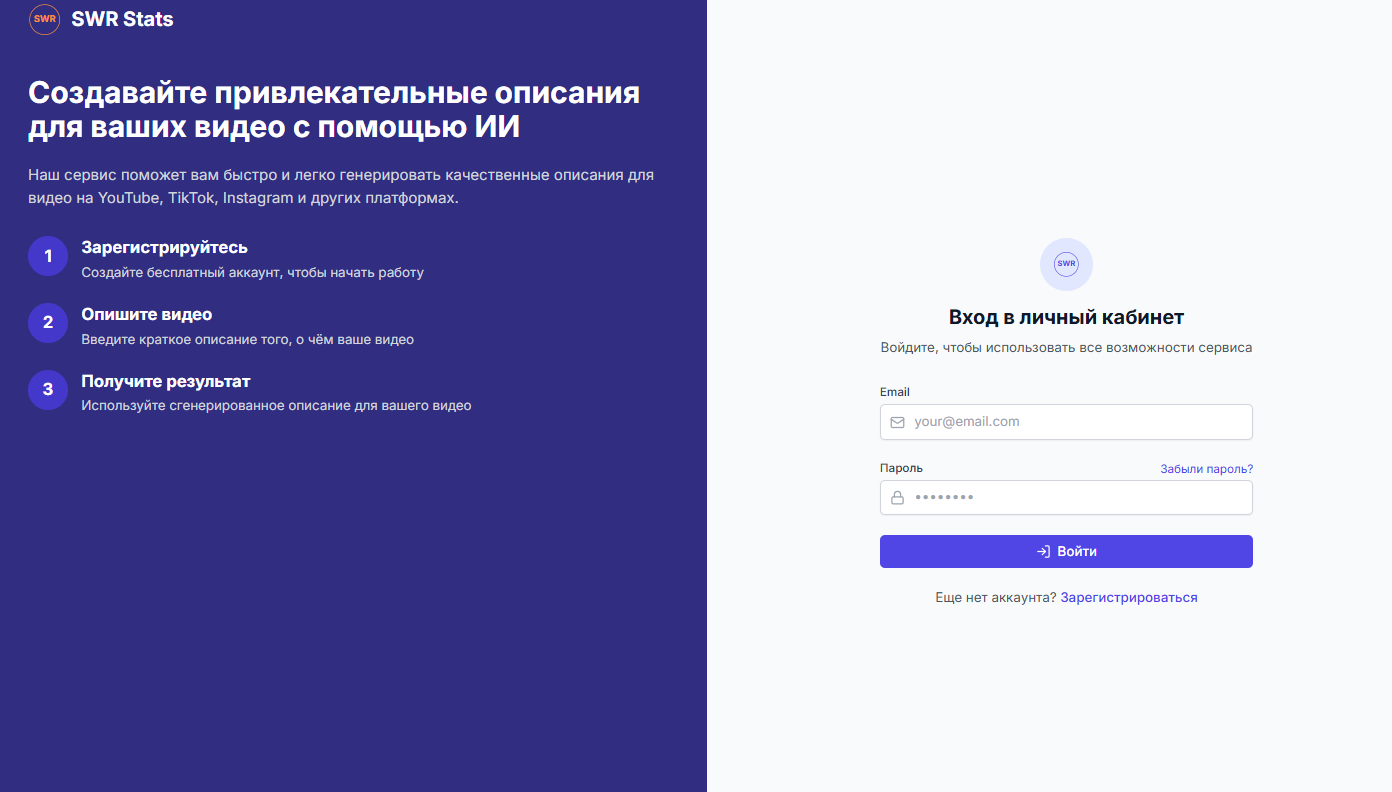 SWR
SWR Stats
Создавайте привлекательные описания
для ваших видео с помощью ИИ
Наш сервис поможет вам быстро и легко генерировать качественные описания для
видео на YouTube, TikTok, Instagram и других платформах.
1
Зарегистрируйтесь
Создайте бесплатный аккаунт, чтобы начать работу
2
Опишите видео
Введите краткое описание того, о чём ваше видео
3
Получите результат
Используйте сгенерированное описание для вашего видео
SWR
Вход в личный кабинет
Войдите, чтобы использовать все возможности сервиса
Email
your@email.com
Пароль
Забыли пароль?
••••••••
Войти
Еще нет аккаунта? Зарегистрироваться